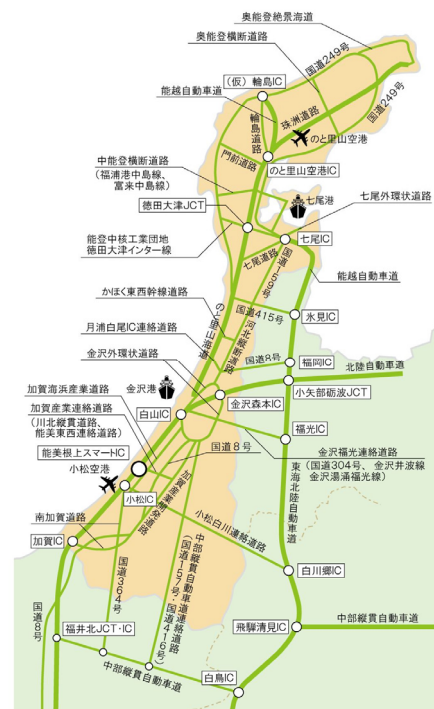 奥能登絶景海道
奥能登横断道路
国道249号
(仮)輪島IC
能越自動車道
輪島道路
珠洲道路
国道249号
のと里山空港
門前道路
のと里山空港IC
中能登横断道路
(福浦港中島線、
富来中島線)
七尾港
七尾外環状道路
徳田大津JCT
七尾IC
能登中核工業団地
徳田大津インター線
七尾道路
国道159号
能越自動車道
かほく東西幹線道路
のと里山海道
国道415号
氷見IC
月浦白尾IC連絡道路
河北縦断道路
金沢外環状道路
国道8号
福岡IC
加賀海浜産業道路
金沢港
北陸自動車道
小矢部砺波JCT
金沢森本IC
加賀産業連絡道路
(川北縦貫道路、
能美東西連絡道路)
白山IC
福光IC
能美根上スマートIC
国道8号
金沢福光連絡道路
(国道304号、金沢井波線
金沢湯涌福光線)
小松空港
小松IC
加賀産業開発道路
東海北陸自動車道
南加賀道路
小松白川連絡道路
加賀IC
国道364号
中部縦貫自動車道連絡道路
(国道157号・国道416号)
白川郷IC
国道8号
福井北JCT・IC
飛騨清見IC
中部縦貫自動車道
中部縦貫自動車道
白鳥IC